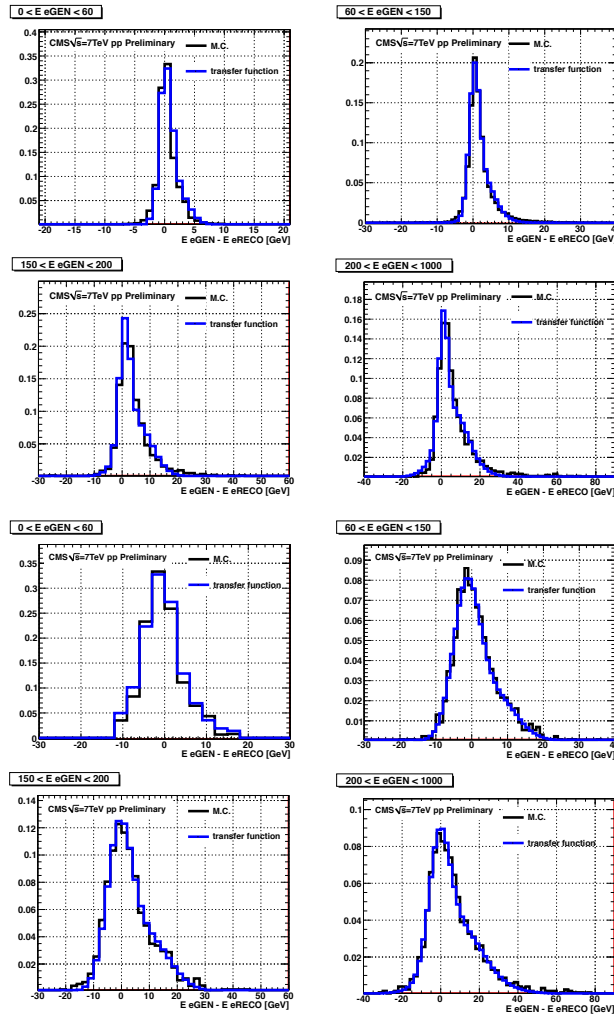 0 < E eGEN < 60
CMS√s=7TeV pp Preliminary
M.C.
transfer function
0.4
0.35
0.3
0.25
0.2
0.15
0.1
0.05
-20 -15 -10 -5 0 5 10 15 20
E eGEN - E eRECO [GeV]
60 < E eGEN < 150
CMS√s=7TeV pp Preliminary
M.C.
transfer function
0.2
0.15
0.1
0.05
0
-30 -20 -10 0 10 20 30 40
E eGEN - E eRECO [GeV]
150 < E eGEN < 200
CMS√s=7TeV pp Preliminary
M.C.
transfer function
0.25
0.2
0.15
0.1
0.05
-30 -20 -10 0 10 20 30 40 50 60
E eGEN - E eRECO [GeV]
200 < E eGEN < 1000
CMS√s=7TeV pp Preliminary
M.C.
transfer function
0.18
0.16
0.14
0.12
0.1
0.08
0.06
0.04
0.02
-40 -20 0 20 40 60 80
E eGEN - E eRECO [GeV]
0 < E eGEN < 60
CMS√s=7TeV pp Preliminary
M.C.
transfer function
0.35
0.3
0.25
0.2
0.15
0.1
0.05
0
-30 -20 -10 0 10 20 30
E eGEN - E eRECO [GeV]
60 < E eGEN < 150
CMS√s=7TeV pp Preliminary
M.C.
transfer function
0.09
0.08
0.07
0.06
0.05
0.04
0.03
0.02
0.01
-30 -20 -10 0 10 20 30 40
E eGEN - E eRECO [GeV]
150 < E eGEN < 200
CMS√s=7TeV pp Preliminary
M.C.
transfer function
0.14
0.12
0.1
0.08
0.06
0.04
0.02
-30 -20 -10 0 10 20 30 40 50 60
E eGEN - E eRECO [GeV]
200 < E eGEN < 1000
CMS√s=7TeV pp Preliminary
M.C.
transfer function
0.1
0.08
0.06
0.04
0.02
0
-40 -20 0 20 40 60 80
E eGEN - E eRECO [GeV]